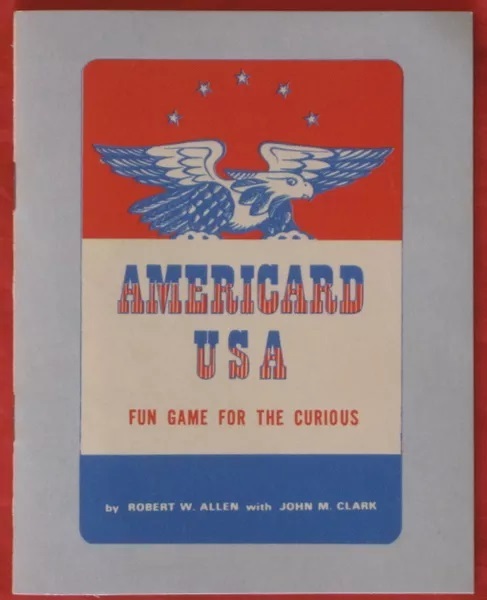 AMERICARD
USA
FUN GAME FOR THE CURIOUS
by ROBERT W. ALLEN with JOHN M. CLARK